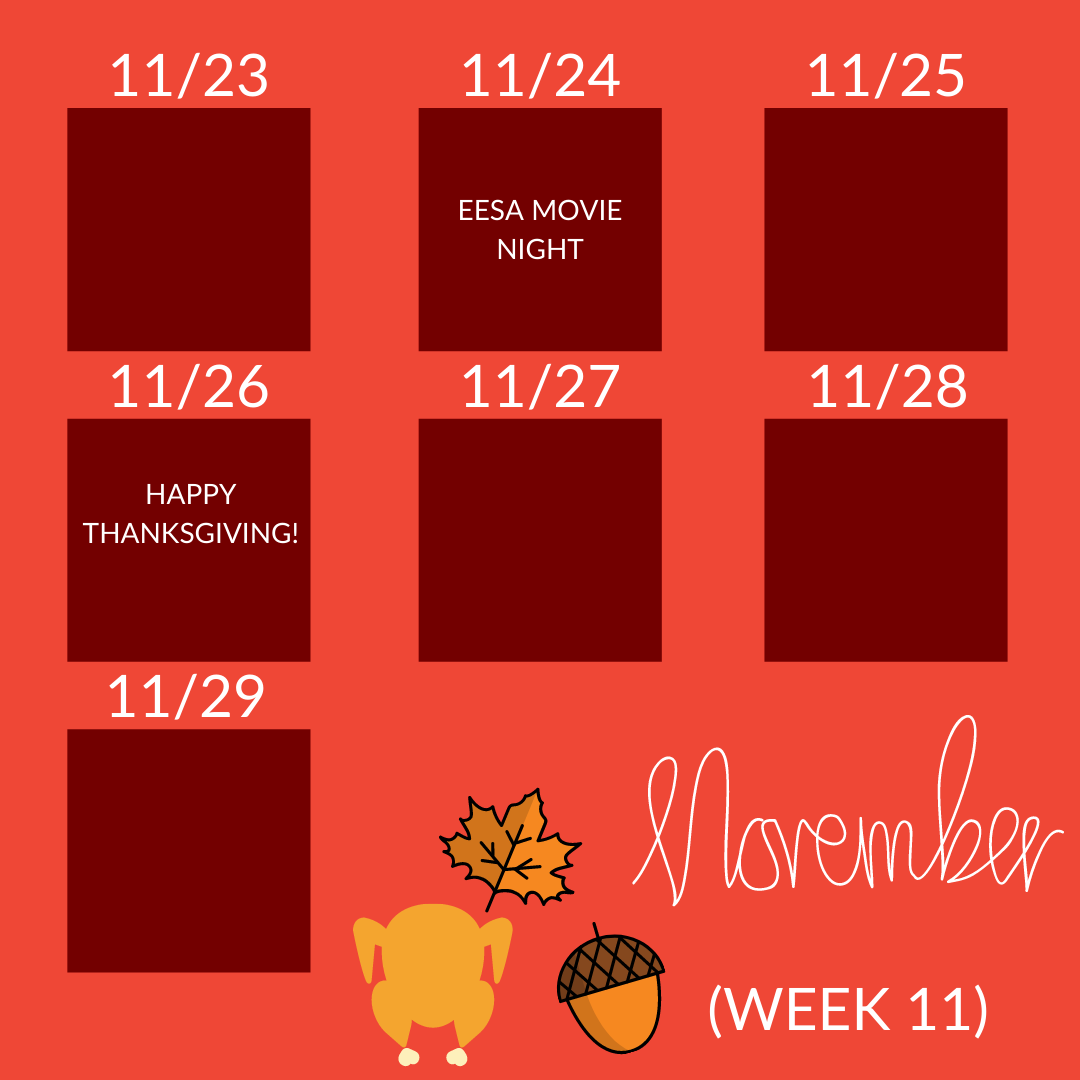 11/23
11/24
11/25
EESA MOVIE
NIGHT
11/26
11/27
11/28
HAPPY
THANKSGIVING!
11/29
November
(WEEK 11)